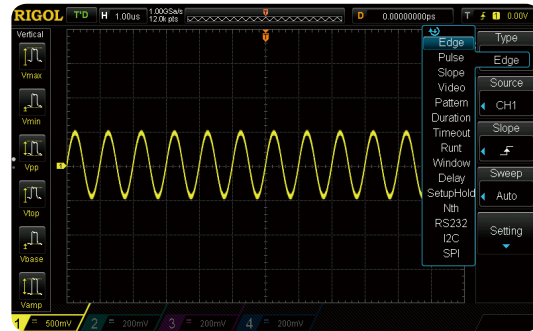 RIGOL T'D H 1.00us 1.00GSa/s 12.0k pts D 0.00000000ps T 1 0.00V
Vertical
Vmax
Vmin
Vpp
Vtop
Vbase
Vamp
Edge
Pulse
Slope
Video
Pattern
Duration
Timeout
Runt
Window
Delay
SetupHold
Nth
RS232
I2C
SPI
Type
Edge
Source
CH1
Slope
Sweep
Auto
Setting
1 = 500mV 2 = 200mV 3 = 200mV 4 = 200mV